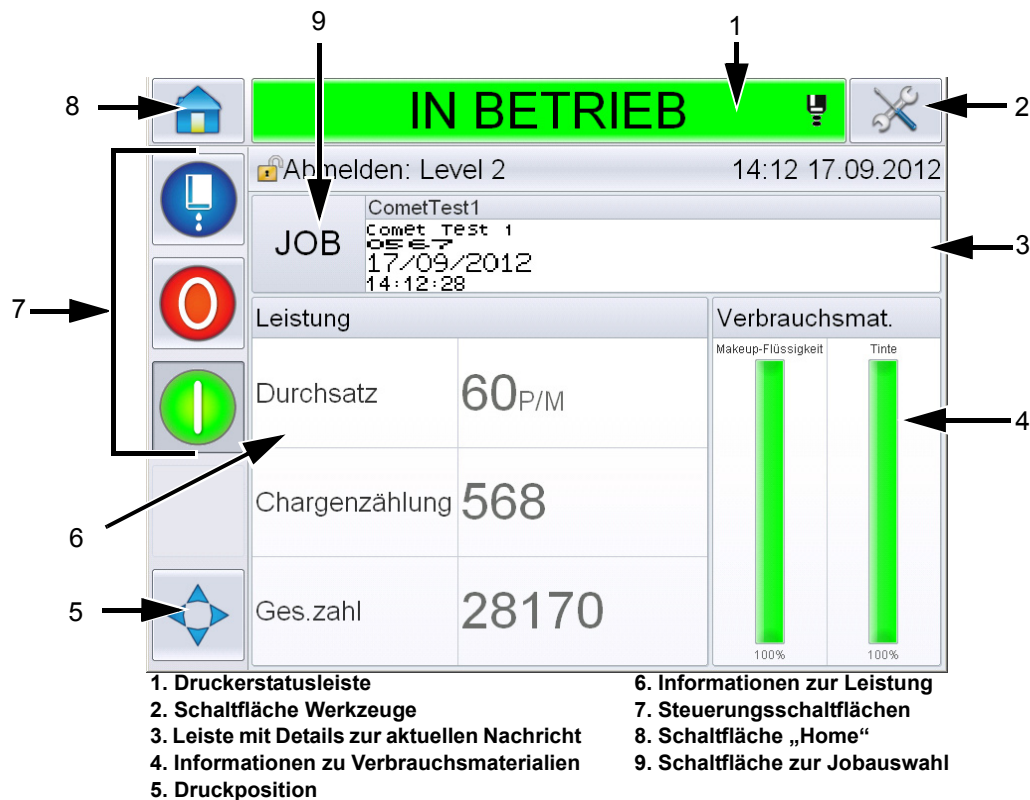 9
1
IN BETRIEB
8
2
Abmelden: Level 2
14:12 17.09.2012
CometTest1
JOB
Comet Test 1
0567
17/09/2012
14:12:28
3
7
Leistung
Verbrauchsmat.
Makeup-Flüssigkeit
Tinte
Durchsatz
60P/M
4
Chargenzählung
568
6
5
Ges.zahl
28170
100%
100%
1. Druckerstatusleiste
2. Schaltfläche Werkzeuge
3. Leiste mit Details zur aktuellen Nachricht
4. Informationen zu Verbrauchsmaterialien
5. Druckposition
6. Informationen zur Leistung
7. Steuerungsschaltflächen
8. Schaltfläche „Home“
9. Schaltfläche zur Jobauswahl